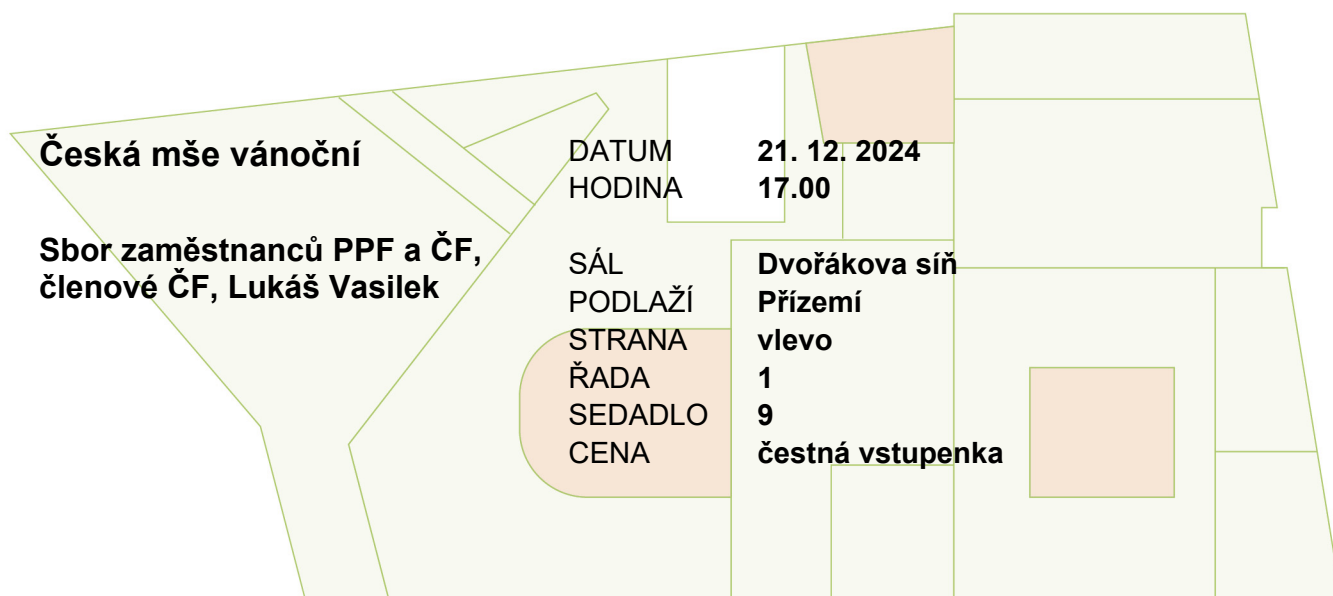 Česká mše vánoční
Sbor zaměstnanců PPF a ČF,
členové ČF, Lukáš Vasilek
DATUM 21. 12. 2024
HODINA 17.00
SÁL Dvořákova síň
PODLAŽÍ Přízemí
STRANA vlevo
ŘADA 1
SEDADLO 9
CENA čestná vstupenka